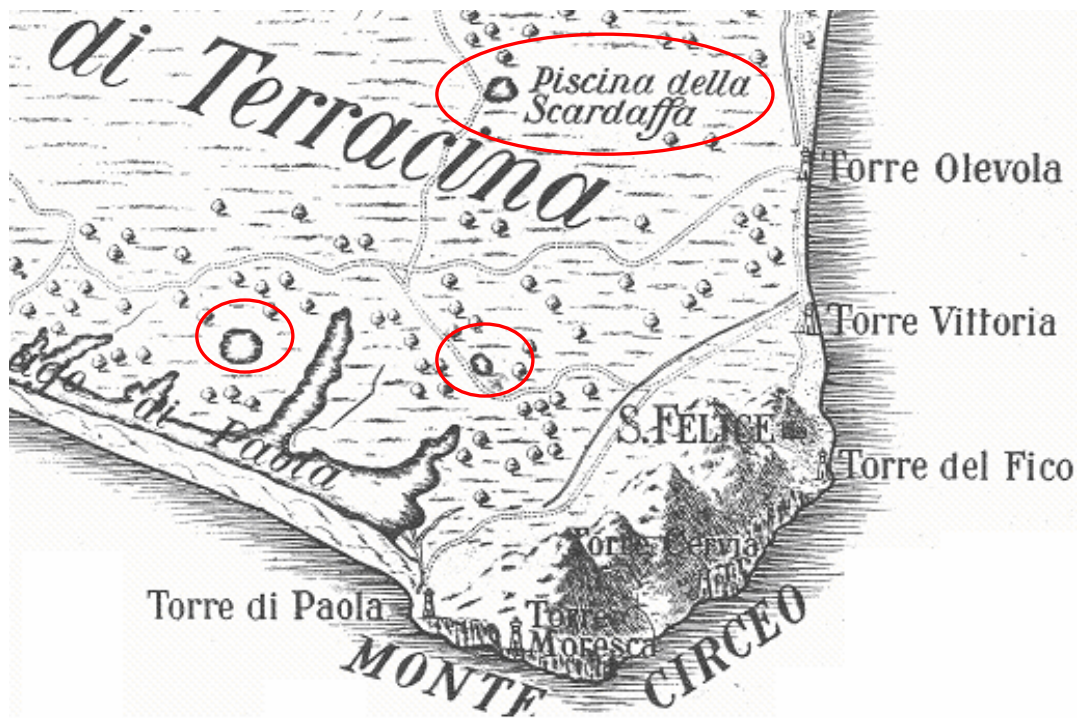 di Terracina
Piscina della
Scardaffa
Torre Olevola
Torre Vittoria
di Paola
S. FELICE
Torre del Fico
Torre Cervia
Torre di Paola
Torre
Moresca
MONTE CIRCEO